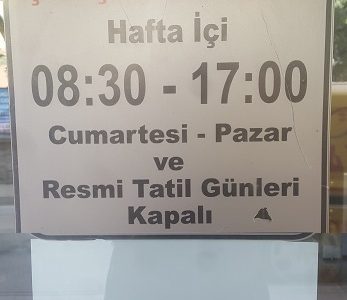 Hafta İçi
08:30 - 17:00
Cumartesi - Pazar
ve
Resmi Tatil Günleri
Kapalı